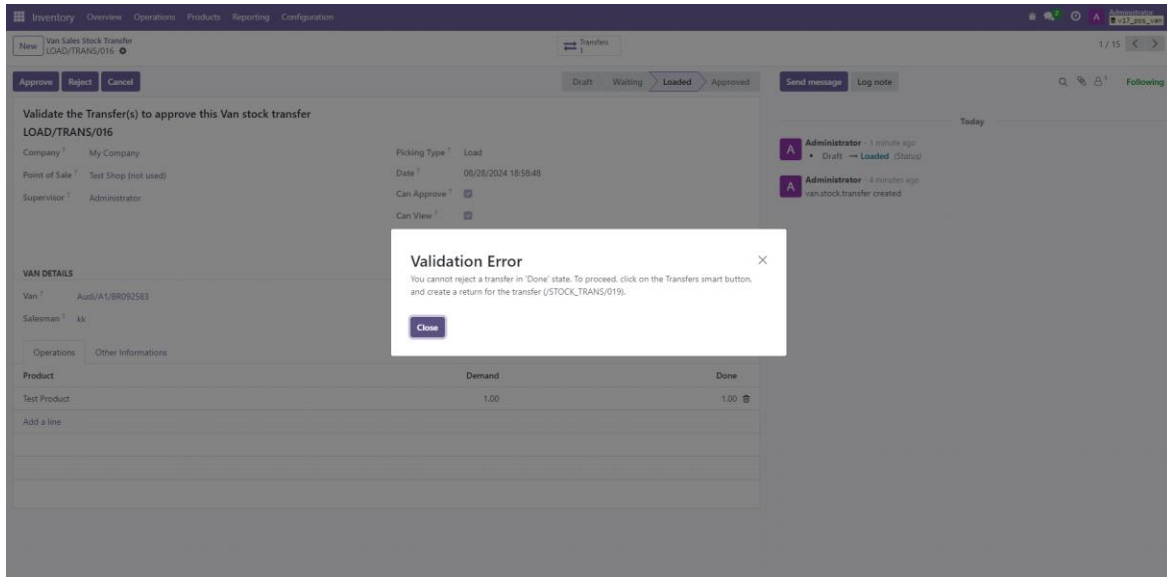 Inventory Overview Operations Products Reporting Configuration
2
A
Administrator
v17_pos_van
New
Van Sales Stock Transfer
LOAD/TRANS/016
Transfers
1
1 / 15
Approve Reject Cancel
Draft Waiting Loaded Approved
Send message Log note
1
Following
Validate the Transfer(s) to approve this Van stock transfer
LOAD/TRANS/016
Company ? My Company
Point of Sale ? Test Shop (not used)
Supervisor ? Administrator
Picking Type ? Load
Date ? 08/28/2024 18:58:48
Can Approve ?
Can View ?
Today
A
Administrator - 1 minute ago
• Draft → Loaded (Status)
A
Administrator - 4 minutes ago
van.stock.transfer created
Validation Error
You cannot reject a transfer in 'Done' state. To proceed, click on the Transfers smart button,
and create a return for the transfer (/STOCK_TRANS/019).
Close
VAN DETAILS
Van ? Audi/A1/BR092583
Salesman ? kk
Operations Other Informations
Product Demand Done
Test Product 1.00 1.00
Add a line